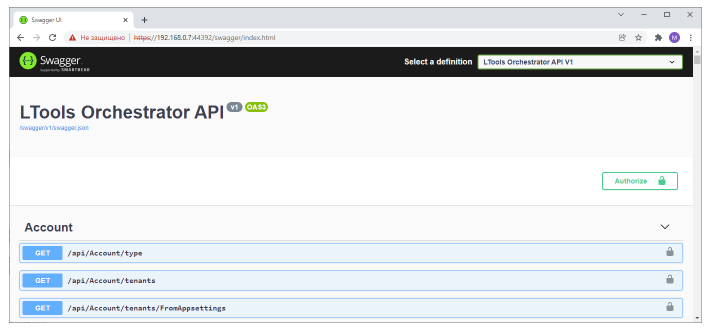 Swagger UI
Не защищено | https://192.168.0.7:44392/swagger/index.html
M
Swagger
Supported by SMARTBEAR
Select a definition
LTools Orchestrator API V1
LTools Orchestrator API v1 OAS3
/swagger/v1/swagger.json
Authorize
Account
GET /api/Account/type
GET /api/Account/tenants
GET /api/Account/tenants/FromAppsettings